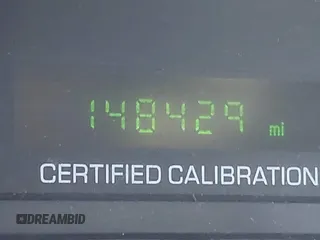 148429 mi
CERTIFIED CALIBRATION
DREAMBID